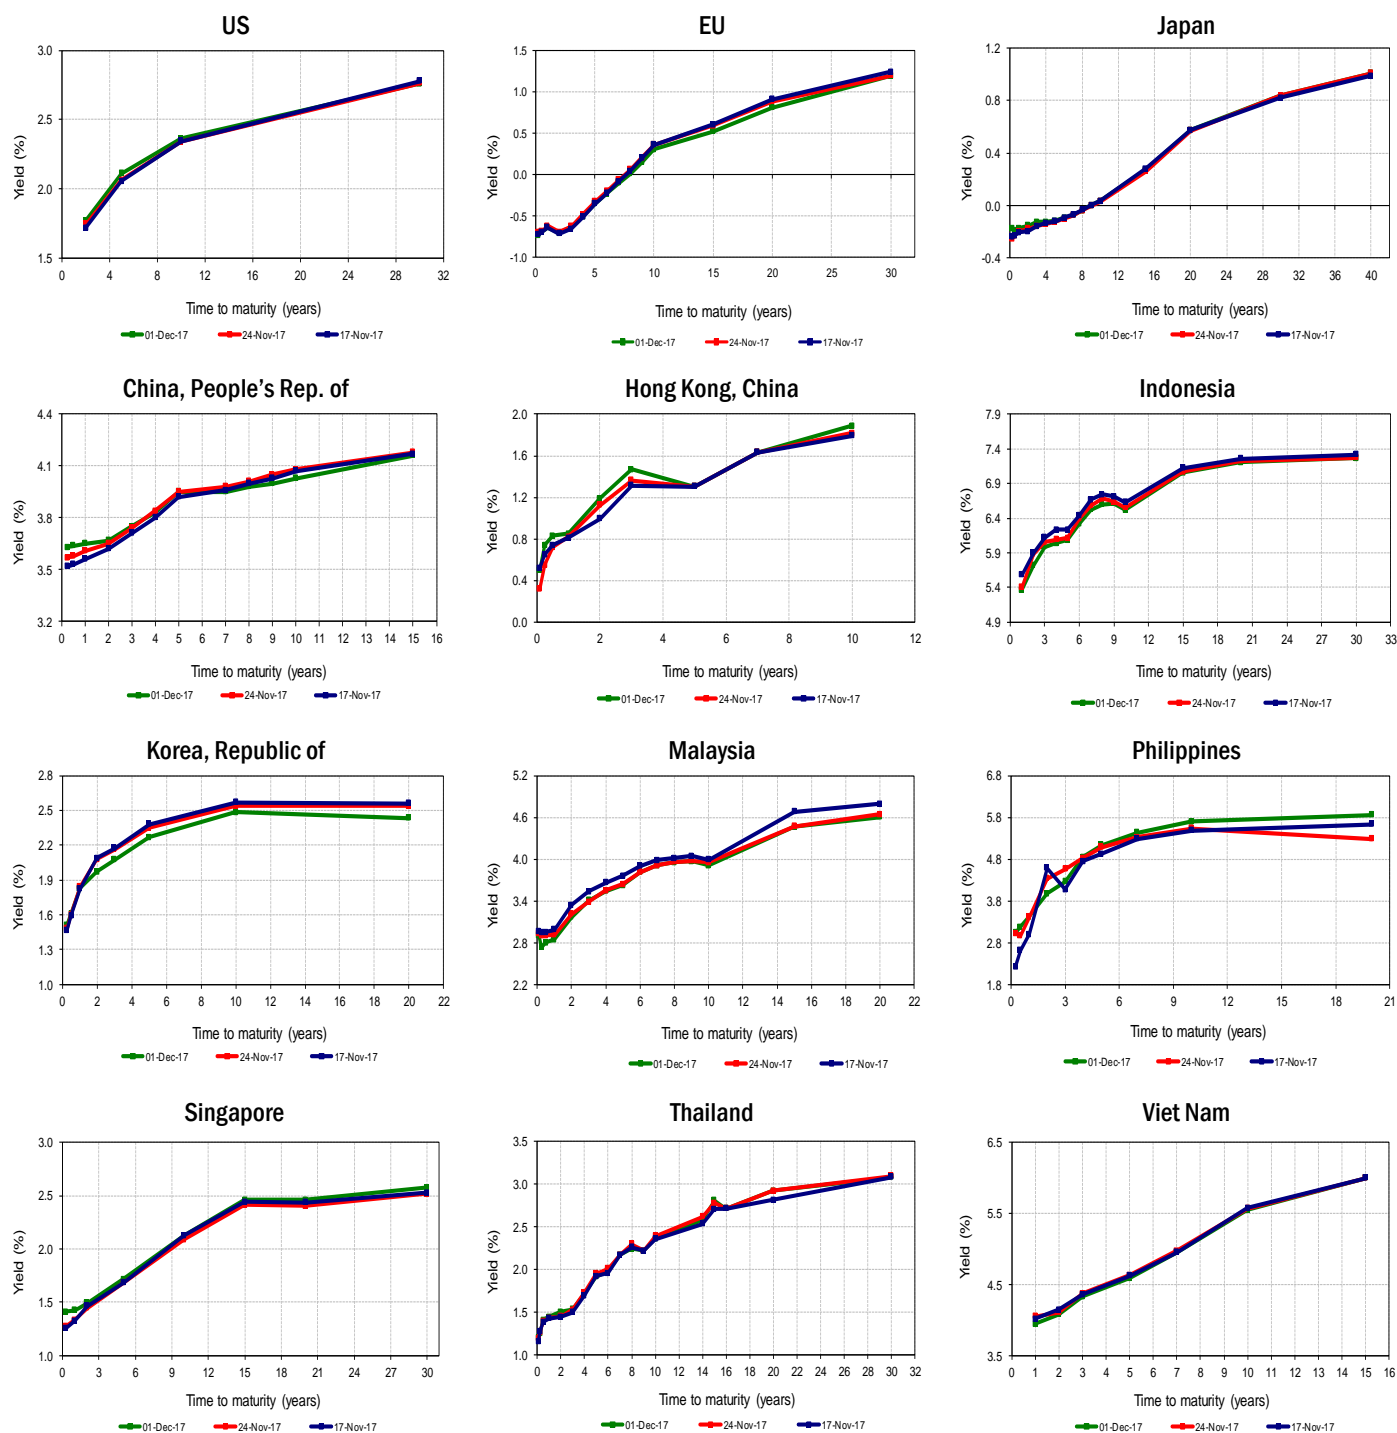 US
EU
Japan
3.0
2.5
2.0
1.5
Yield (%)
0 4 8 12 16 20 24 28 32
Time to maturity (years)
01-Dec-17 24-Nov-17 17-Nov-17
1.5
1.0
0.5
0.0
-0.5
-1.0
Yield (%)
0 5 10 15 20 25 30
Time to maturity (years)
01-Dec-17 24-Nov-17 17-Nov-17
1.2
0.8
0.4
0.0
-0.4
Yield (%)
0 4 8 12 16 20 24 28 32 36 40
Time to maturity (years)
01-Dec-17 24-Nov-17 17-Nov-17
China, People’s Rep. of
Hong Kong, China
Indonesia
4.4
4.1
3.8
3.5
3.2
Yield (%)
0 1 2 3 4 5 6 7 8 9 10 15 16
Time to maturity (years)
01-Dec-17 24-Nov-17 17-Nov-17
2.0
1.6
1.2
0.8
0.4
0.0
Yield (%)
0 2 4 6 8 10 12
Time to maturity (years)
01-Dec-17 24-Nov-17 17-Nov-17
7.9
7.4
6.9
6.4
5.9
5.4
4.9
Yield (%)
0 3 6 9 12 15 18 21 24 27 30 33
Time to maturity (years)
01-Dec-17 24-Nov-17 17-Nov-17
Korea, Republic of
Malaysia
Philippines
2.8
2.5
2.2
1.9
1.6
1.3
1.0
Yield (%)
0 2 4 6 8 10 12 14 16 18 20 22
Time to maturity (years)
01-Dec-17 24-Nov-17 17-Nov-17
5.2
4.6
4.0
3.4
2.8
2.2
Yield (%)
0 2 4 6 8 10 12 14 16 18 20 22
Time to maturity (years)
01-Dec-17 24-Nov-17 17-Nov-17
6.8
5.8
4.8
3.8
2.8
1.8
Yield (%)
0 3 6 9 12 15 18 21
Time to maturity (years)
01-Dec-17 24-Nov-17 17-Nov-17
Singapore
Thailand
Viet Nam
3.0
2.5
2.0
1.5
1.0
Yield (%)
0 3 6 9 12 15 18 21 24 27 30
Time to maturity (years)
01-Dec-17 24-Nov-17 17-Nov-17
3.5
3.0
2.5
2.0
1.5
1.0
Yield (%)
0 2 4 6 8 10 12 14 16 18 20 22 24 26 28 30 32
Time to maturity (years)
01-Dec-17 24-Nov-17 17-Nov-17
6.5
5.5
4.5
3.5
Yield (%)
0 1 2 3 4 5 6 7 8 9 10 11 12 13 14 15 16
Time to maturity (years)
01-Dec-17 24-Nov-17 17-Nov-17